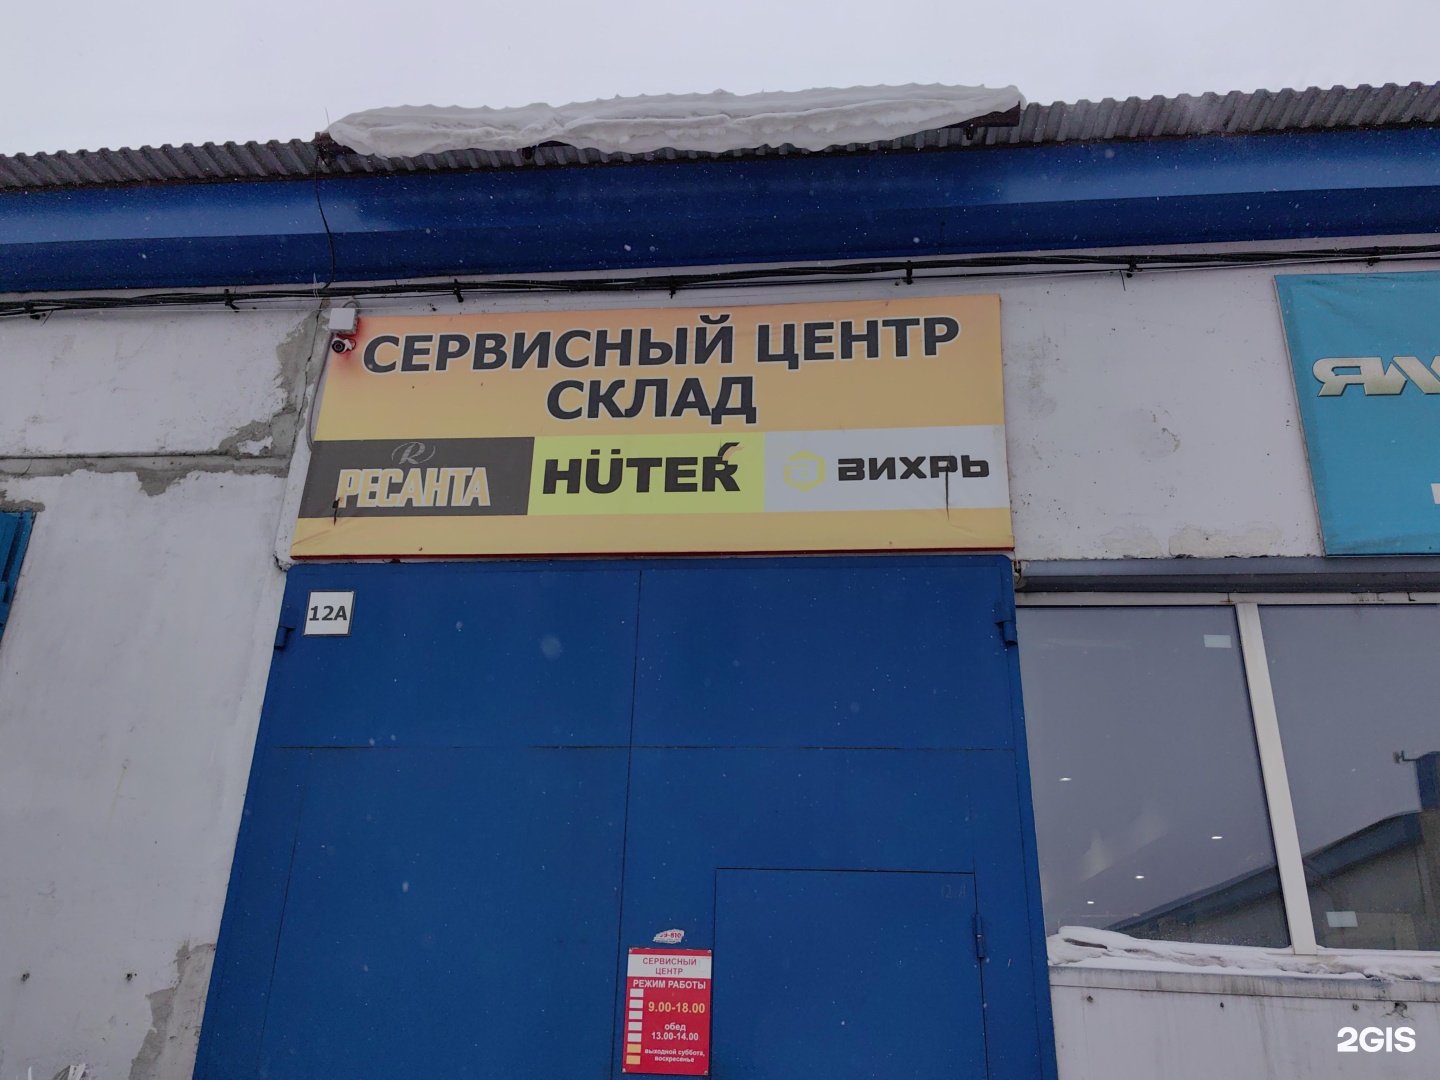 СЕРВИСНЫЙ ЦЕНТР
СКЛАД
R
РЕСАНТА
HÜTER
ВИХРЬ
12А
СЕРВИСНЫЙ
ЦЕНТР
РЕЖИМ РАБОТЫ
9.00-18.00
обед
13.00-14.00
выходной суббота,
воскресенье
2GIS